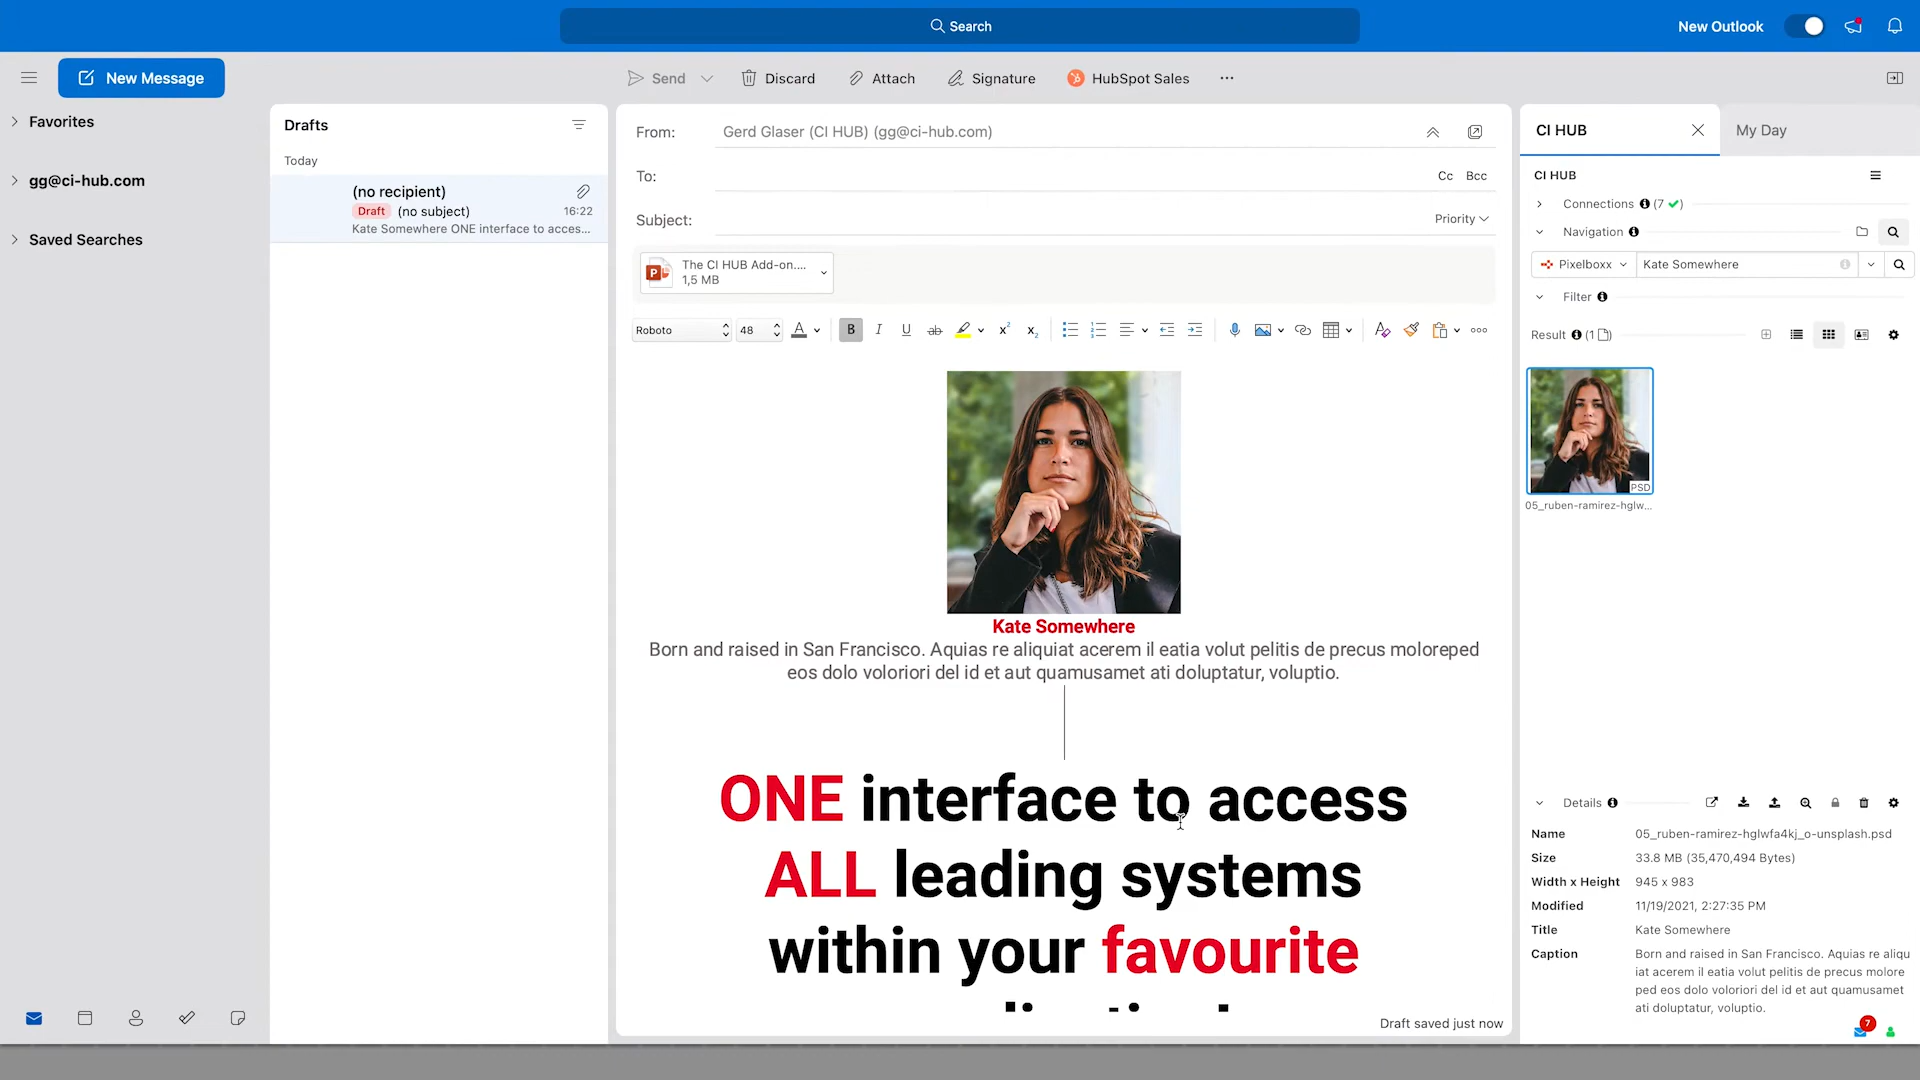 Search
New Outlook
New Message
Send
Discard
Attach
Signature
HubSpot Sales
Favorites
gg@ci-hub.com
Saved Searches
Drafts
Today
(no recipient)
Draft (no subject) 16:22
Kate Somewhere ONE interface to acces...
From: Gerd Glaser (CI HUB) (gg@ci-hub.com)
To: Cc Bcc
Subject: Priority
The CI HUB Add-on....
1,5 MB
Roboto 48 A B I U ab x² x₂
Kate Somewhere
Born and raised in San Francisco. Aquias re aliquiat acerem il eatia volut pelitis de precus moloreped
eos dolo voloriori del id et aut quamusamet ati doluptatur, voluptio.
ONE interface to access
ALL leading systems
within your favourite
Draft saved just now
CI HUB
My Day
CI HUB
Connections (7 ✓)
Navigation
Pixelboxx Kate Somewhere
Filter
Result (1)
PSD
05_ruben-ramirez-hglw...
Details
Name 05_ruben-ramirez-hglwfa4kj_o-unsplash.psd
Size 33.8 MB (35,470,494 Bytes)
Width x Height 945 x 983
Modified 11/19/2021, 2:27:35 PM
Title Kate Somewhere
Caption Born and raised in San Francisco. Aquias re aliqu
iat acerem il eatia volut pelitis de precus molore
ped eos dolo voloriori del id et aut quamusamet
ati doluptatur, voluptio.
7